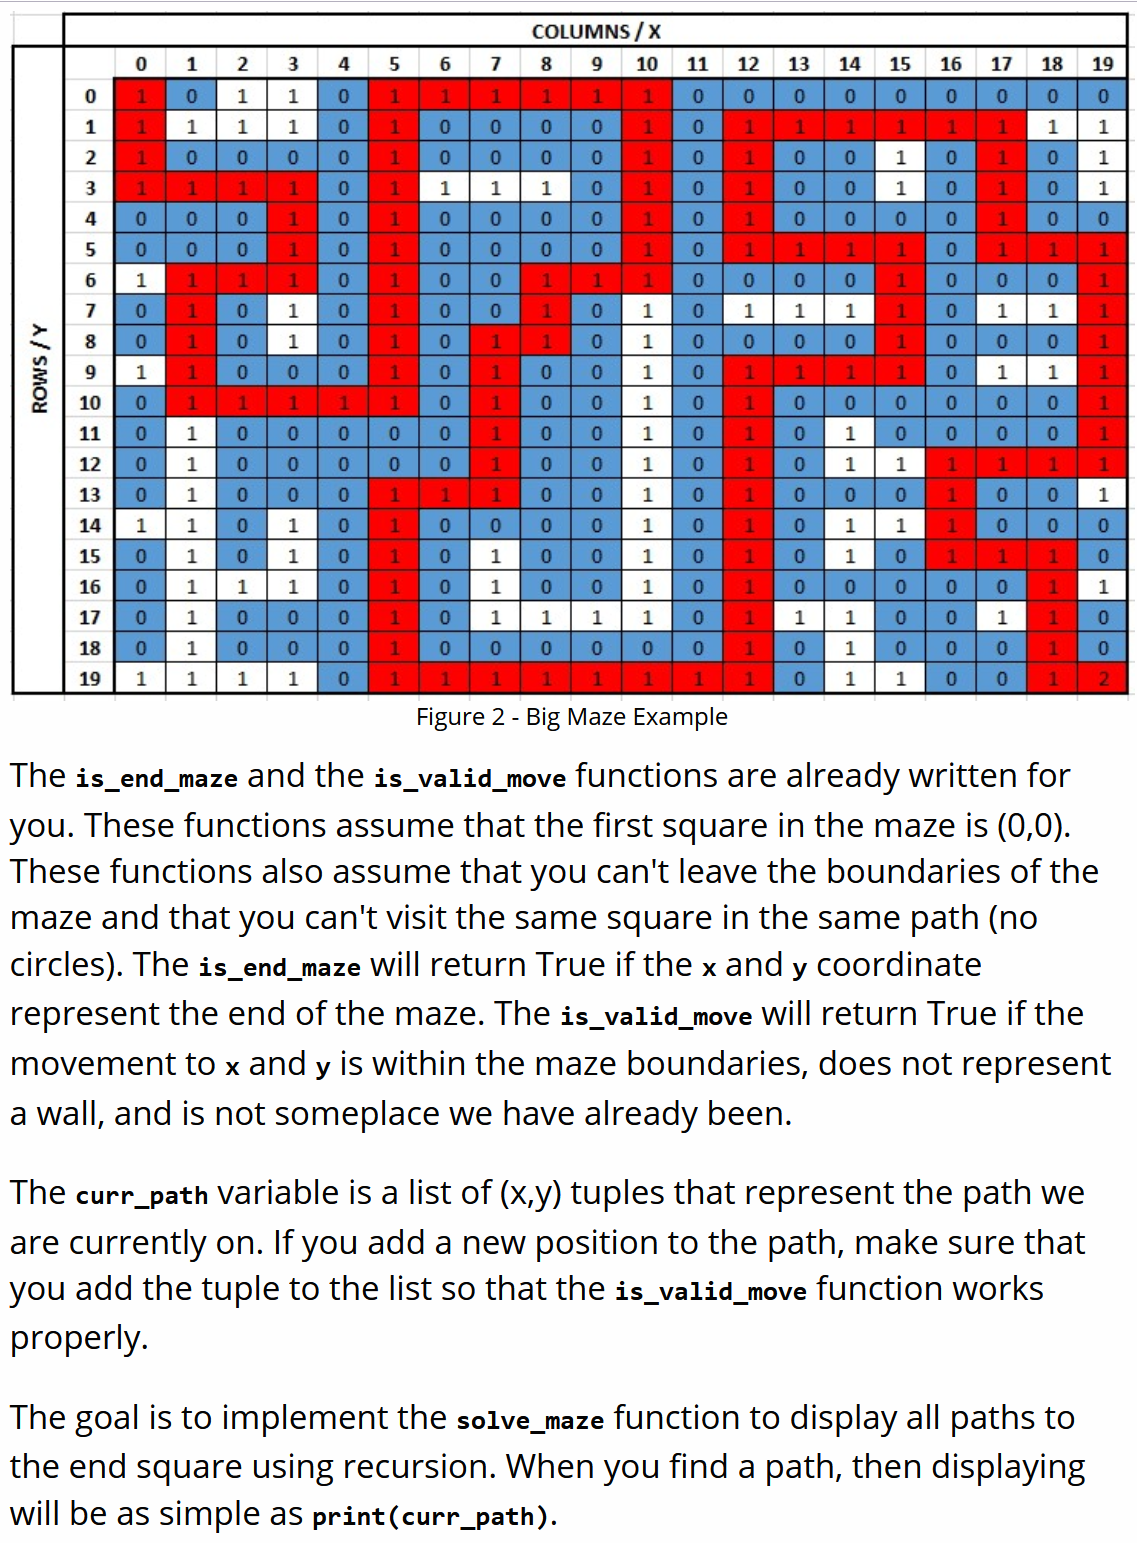 COLUMNS / X
0 1 2 3 4 5 6 7 8 9 10 11 12 13 14 15 16 17 18 19
ROWS / Y
0 1 0 1 1 0 1 1 1 1 1 1 0 0 0 0 0 0 0 0 0
1 1 1 1 1 0 1 0 0 0 0 1 0 1 1 1 1 1 1 1 1
2 1 0 0 0 0 1 0 0 0 0 1 0 1 0 0 1 0 1 0 1
3 1 1 1 1 0 1 1 1 1 0 1 0 1 0 0 1 0 1 0 1
4 0 0 0 1 0 1 0 0 0 0 1 0 1 0 0 0 0 1 0 0
5 0 0 0 1 0 1 0 0 0 0 1 0 1 1 1 1 0 1 1 1
6 1 1 1 1 0 1 0 0 1 1 1 0 0 0 0 1 0 0 0 1
7 0 1 0 1 0 1 0 0 1 0 1 0 1 1 1 1 0 1 1 1
8 0 1 0 1 0 1 0 1 1 0 1 0 0 0 0 1 0 0 0 1
9 1 1 0 0 0 1 0 1 0 0 1 0 1 1 1 1 0 1 1 1
10 0 1 1 1 1 1 0 1 0 0 1 0 1 0 0 0 0 0 0 1
11 0 1 0 0 0 0 0 1 0 0 1 0 1 0 1 0 0 0 0 1
12 0 1 0 0 0 0 0 1 0 0 1 0 1 0 1 1 1 1 1 1
13 0 1 0 0 0 1 1 1 0 0 1 0 1 0 0 0 1 0 0 1
14 1 1 0 1 0 1 0 0 0 0 1 0 1 0 1 1 1 0 0 0
15 0 1 0 1 0 1 0 1 0 0 1 0 1 0 1 0 1 1 1 0
16 0 1 1 1 0 1 0 1 0 0 1 0 1 0 0 0 0 0 1 1
17 0 1 0 0 0 1 0 1 1 1 1 0 1 1 1 0 0 1 1 0
18 0 1 0 0 0 1 0 0 0 0 0 0 1 0 1 0 0 0 1 0
19 1 1 1 1 0 1 1 1 1 1 1 1 1 0 1 1 0 0 1 2
Figure 2 - Big Maze Example
The is_end_maze and the is_valid_move functions are already written for
you. These functions assume that the first square in the maze is (0,0).
These functions also assume that you can't leave the boundaries of the
maze and that you can't visit the same square in the same path (no
circles). The is_end_maze will return True if the x and y coordinate
represent the end of the maze. The is_valid_move will return True if the
movement to x and y is within the maze boundaries, does not represent
a wall, and is not someplace we have already been.
The curr_path variable is a list of (x,y) tuples that represent the path we
are currently on. If you add a new position to the path, make sure that
you add the tuple to the list so that the is_valid_move function works
properly.
The goal is to implement the solve_maze function to display all paths to
the end square using recursion. When you find a path, then displaying
will be as simple as print(curr_path).